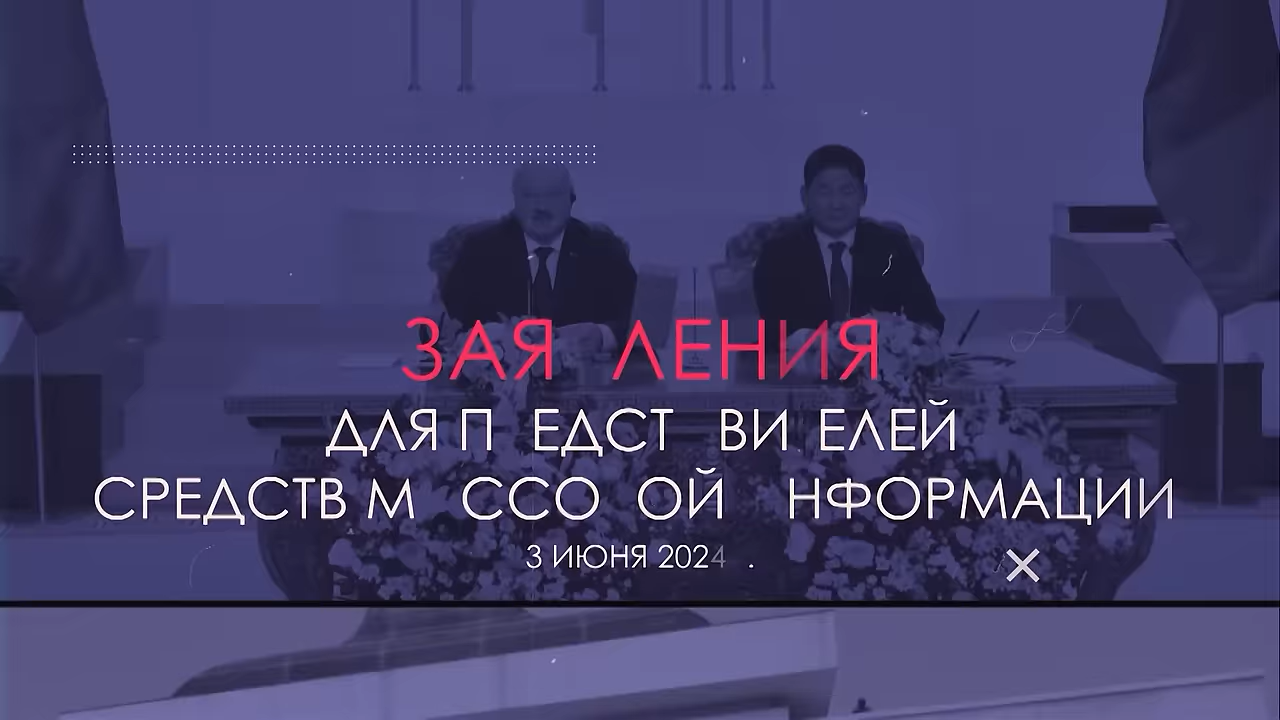 ЗАЯ ЛЕНИЯ
ДЛЯ П ЕДСТ ВИ ЕЛЕЙ
СРЕДСТВ М ССО ОЙ НФОРМАЦИИ
3 ИЮНЯ 2024 .